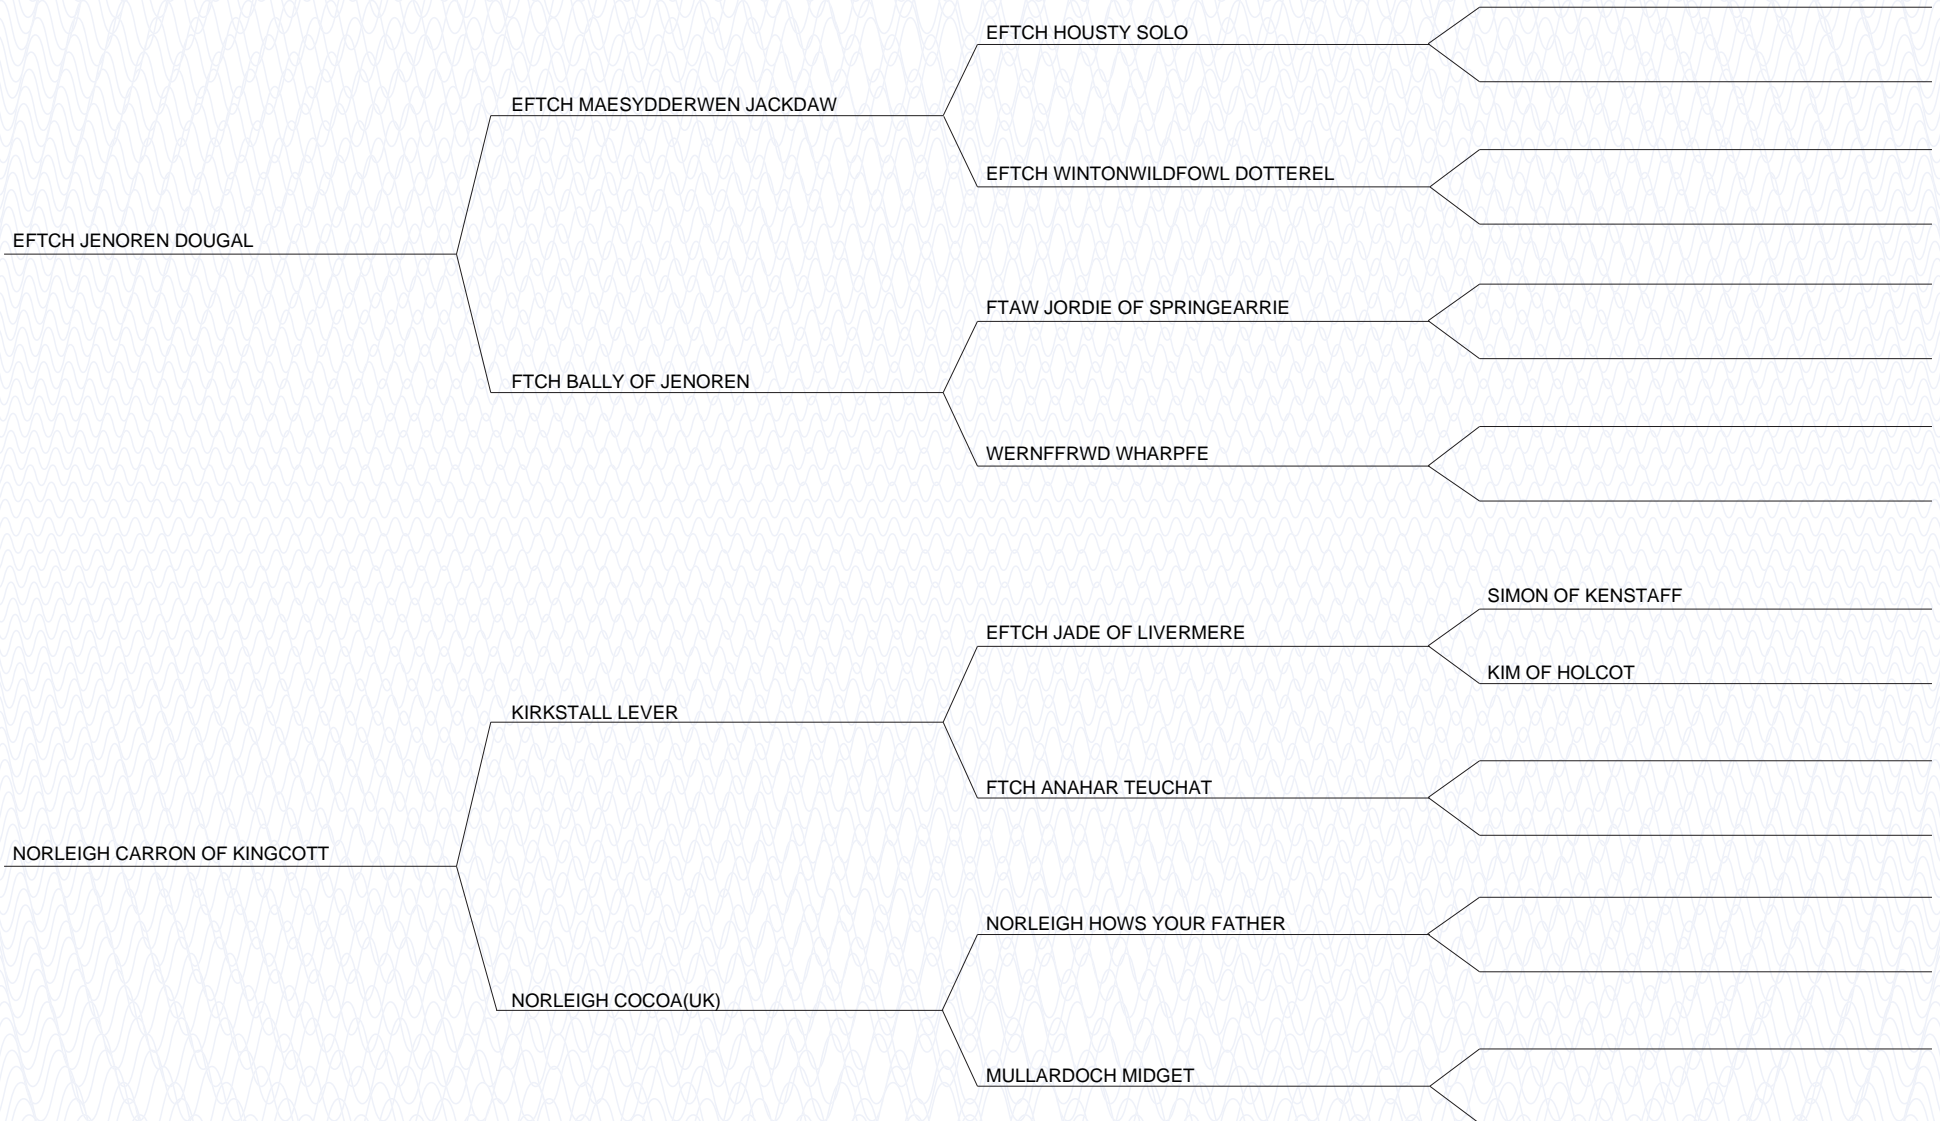 EFTCH HOUSTY SOLO
EFTCH MAESYDDERWEN JACKDAW
EFTCH WINTONWILDFOWL DOTTEREL
EFTCH JENOREN DOUGAL
FTAW JORDIE OF SPRINGEARRIE
FTCH BALLY OF JENOREN
WERNFFRWD WHARPFE
SIMON OF KENSTAFF
EFTCH JADE OF LIVERMERE
KIM OF HOLCOT
KIRKSTALL LEVER
FTCH ANAHAR TEUCHAT
NORLEIGH CARRON OF KINGCOTT
NORLEIGH HOWS YOUR FATHER
NORLEIGH COCOA(UK)
MULLARDOCH MIDGET